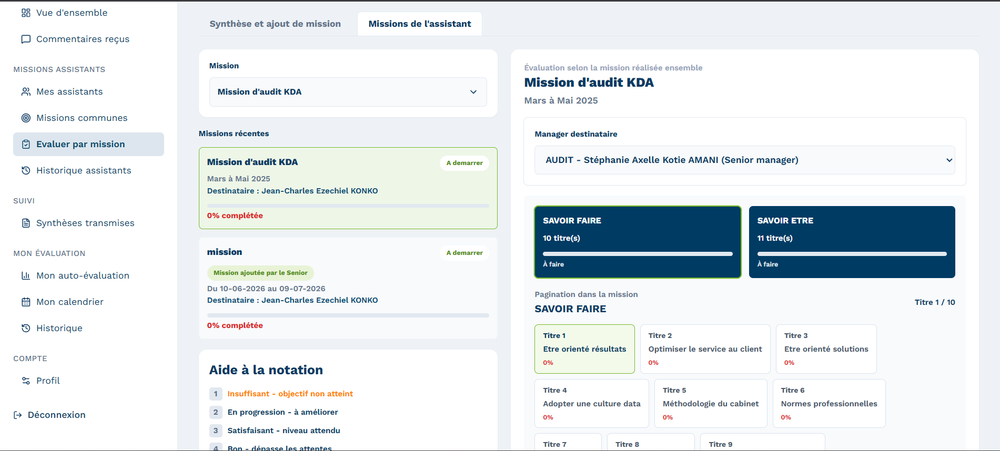 Vue d'ensemble
Commentaires reçus
MISSIONS ASSISTANTS
Mes assistants
Missions communes
Evaluer par mission
Historique assistants
SUIVI
Synthèses transmises
MON ÉVALUATION
Mon auto-évaluation
Mon calendrier
Historique
COMPTE
Profil
Déconnexion
Synthèse et ajout de mission
Missions de l'assistant
Mission
Mission d'audit KDA
Missions récentes
Mission d'audit KDA
A demarrer
Mars à Mai 2025
Destinataire : Jean-Charles Ezechiel KONKO
0% complétée
mission
A demarrer
Mission ajoutée par le Senior
Du 10-06-2026 au 09-07-2026
Destinataire : Jean-Charles Ezechiel KONKO
0% complétée
Aide à la notation
1 Insuffisant - objectif non atteint
2 En progression - à améliorer
3 Satisfaisant - niveau attendu
4 Bon - dépasse les attentes
Évaluation selon la mission réalisée ensemble
Mission d'audit KDA
Mars à Mai 2025
Manager destinataire
AUDIT - Stéphanie Axelle Kotie AMANI (Senior manager)
SAVOIR FAIRE
10 titre(s)
À faire
SAVOIR ETRE
11 titre(s)
À faire
Pagination dans la mission
SAVOIR FAIRE
Titre 1 / 10
Titre 1
Etre orienté résultats
0%
Titre 2
Optimiser le service au client
0%
Titre 3
Etre orienté solutions
0%
Titre 4
Adopter une culture data
0%
Titre 5
Méthodologie du cabinet
0%
Titre 6
Normes professionnelles
0%
Titre 7
Titre 8
Titre 9